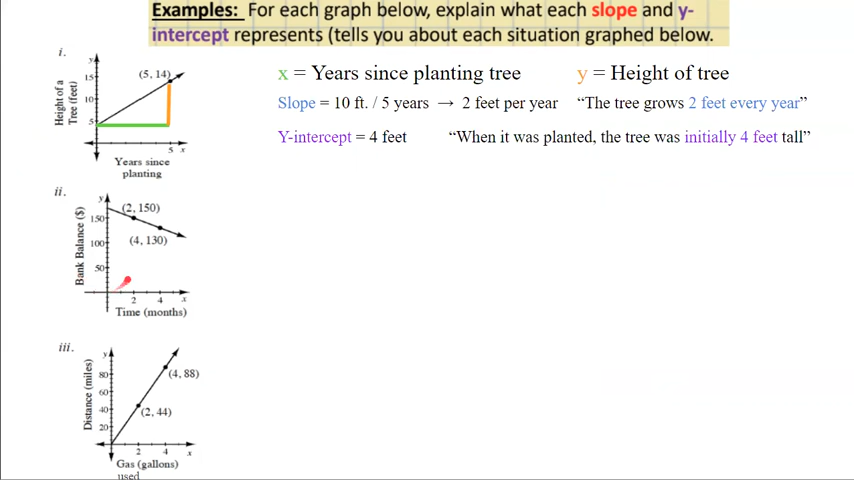 Examples: For each graph below, explain what each slope and y-
intercept represents (tells you about each situation graphed below.
i.
y
15
10
5
(5, 14)
5 x
Height of a
Tree (feet)
Years since
planting
x = Years since planting tree y = Height of tree
Slope = 10 ft. / 5 years → 2 feet per year “The tree grows 2 feet every year”
Y-intercept = 4 feet “When it was planted, the tree was initially 4 feet tall”
ii.
y
150
100
50
(2, 150)
(4, 130)
2 4 x
Bank Balance ($)
Time (months)
iii.
y
80
60
40
20
(4, 88)
(2, 44)
2 4 x
Distance (miles)
Gas (gallons)
used